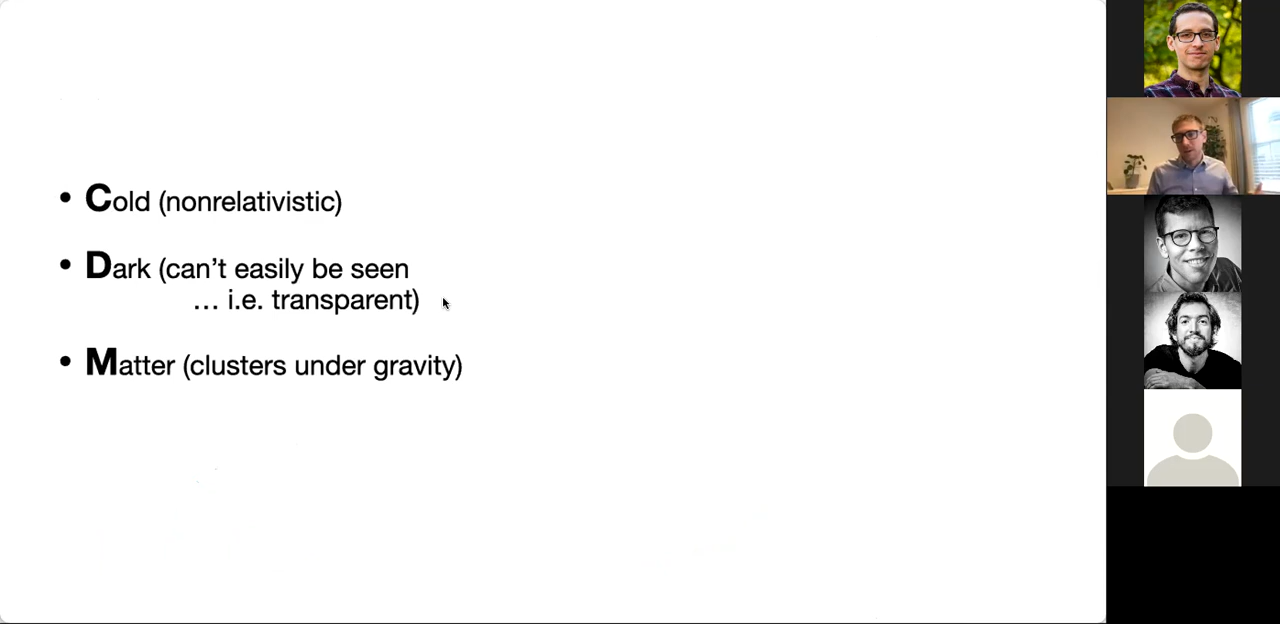 • Cold (nonrelativistic)
• Dark (can’t easily be seen
… i.e. transparent)
• Matter (clusters under gravity)